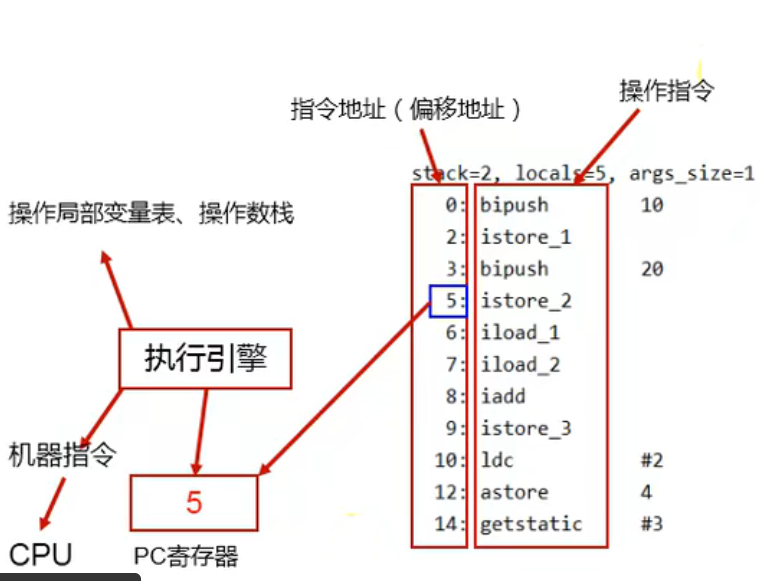 操作指令
指令地址（偏移地址）
stack=2, locals=5, args_size=1
0: bipush 10
2: istore_1
3: bipush 20
5: istore_2
6: iload_1
7: iload_2
8: iadd
9: istore_3
10: ldc #2
12: astore 4
14: getstatic #3
操作局部变量表、操作数栈
执行引擎
机器指令
5
CPU
PC寄存器